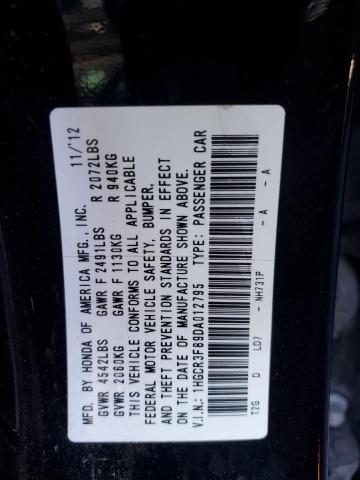 MFD. BY HONDA OF AMERICA MFG., INC. 11/'12
GVWR 4542LBS GAWR F 2491LBS R 2072LBS
GVWR 2060KG GAWR F 1130KG R 940KG
THIS VEHICLE CONFORMS TO ALL APPLICABLE
FEDERAL MOTOR VEHICLE SAFETY, BUMPER,
AND THEFT PREVENTION STANDARDS IN EFFECT
ON THE DATE OF MANUFACTURE SHOWN ABOVE.
V.I.N.: 1HGCR3F89DA012795 TYPE: PASSENGER CAR
T2G D LD7 - NH731P - A - A